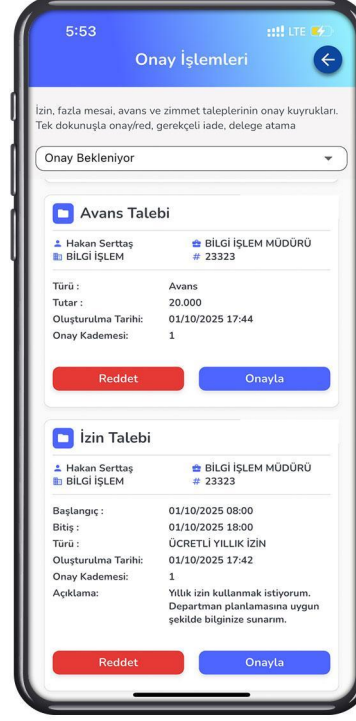 5:53
LTE
Onay İşlemleri
İzin, fazla mesai, avans ve zimmet taleplerinin onay kuyrukları.
Tek dokunuşla onay/red, gerekçeli iade, delege atama
Onay Bekleniyor
Avans Talebi
Hakan Serttaş
BİLGİ İŞLEM MÜDÜRÜ
BİLGİ İŞLEM
# 23323
Türü :
Avans
Tutar :
20.000
Oluşturulma Tarihi:
01/10/2025 17:44
Onay Kademesi:
1
Reddet
Onayla
İzin Talebi
Hakan Serttaş
BİLGİ İŞLEM MÜDÜRÜ
BİLGİ İŞLEM
# 23323
Başlangıç :
01/10/2025 08:00
Bitiş :
01/10/2025 18:00
Türü :
ÜCRETLİ YILLIK İZİN
Oluşturulma Tarihi:
01/10/2025 17:42
Onay Kademesi:
1
Açıklama:
Yıllık izin kullanmak istiyorum.
Departman planlamasına uygun
şekilde bilginize sunarım.
Reddet
Onayla